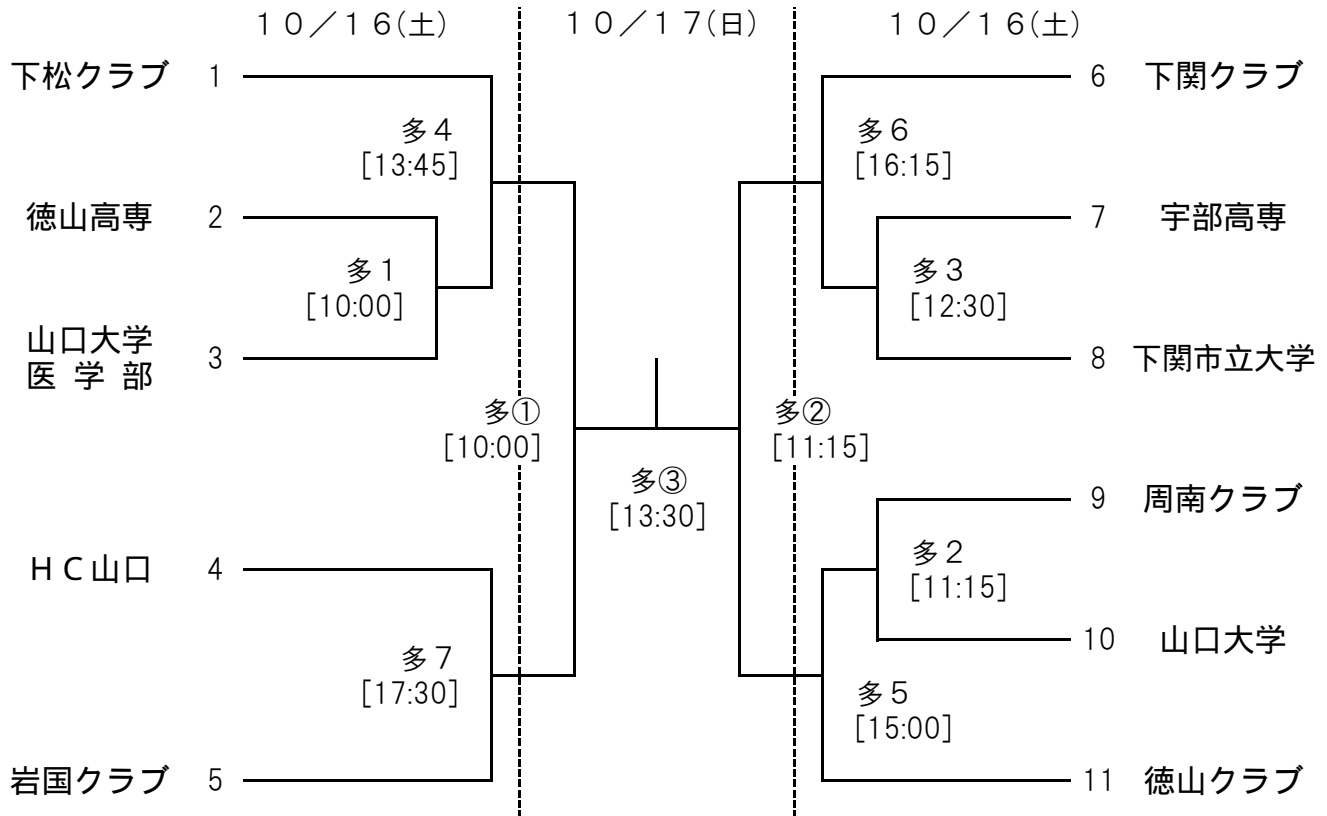 １０／１６(土)
１０／１７(日)
１０／１６(土)
下松クラブ 1
多４
[13:45]
徳山高専 2
多１
[10:00]
山口大学
医学部 3
多①
[10:00]
ＨＣ山口 4
多７
[17:30]
岩国クラブ 5
多③
[13:30]
6 下関クラブ
多６
[16:15]
7 宇部高専
多３
[12:30]
8 下関市立大学
多②
[11:15]
9 周南クラブ
多２
[11:15]
10 山口大学
多５
[15:00]
11 徳山クラブ